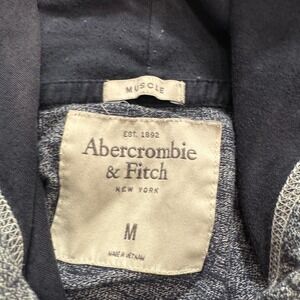 MUSCLE
EST. 1892
Abercrombie
& Fitch
NEW YORK
M
MADE IN VIETNAM